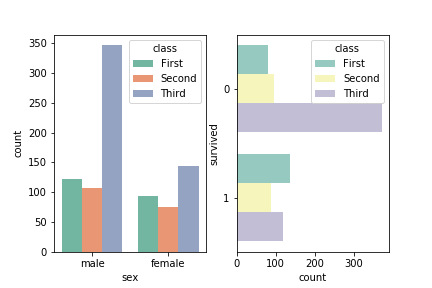 350
300
250
200
150
100
50
0
count
male female
sex
class
First
Second
Third
0
1
survived
0 100 200 300
count
class
First
Second
Third